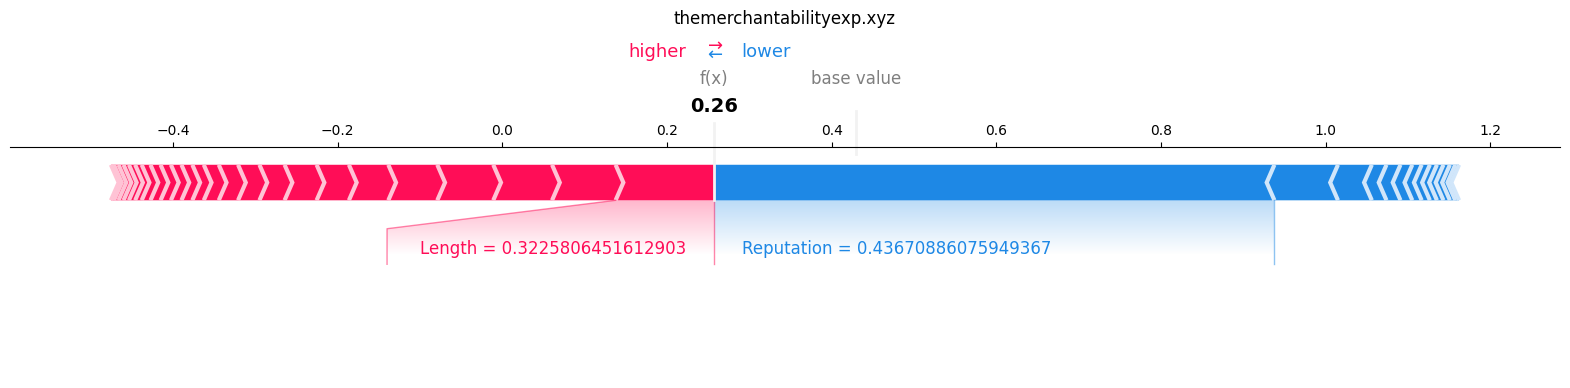 themerchantabilityexp.xyz
higher ⇄ lower
f(x) base value
0.26
−0.4 −0.2 0.0 0.2 0.4 0.6 0.8 1.0 1.2
Length = 0.3225806451612903 Reputation = 0.43670886075949367